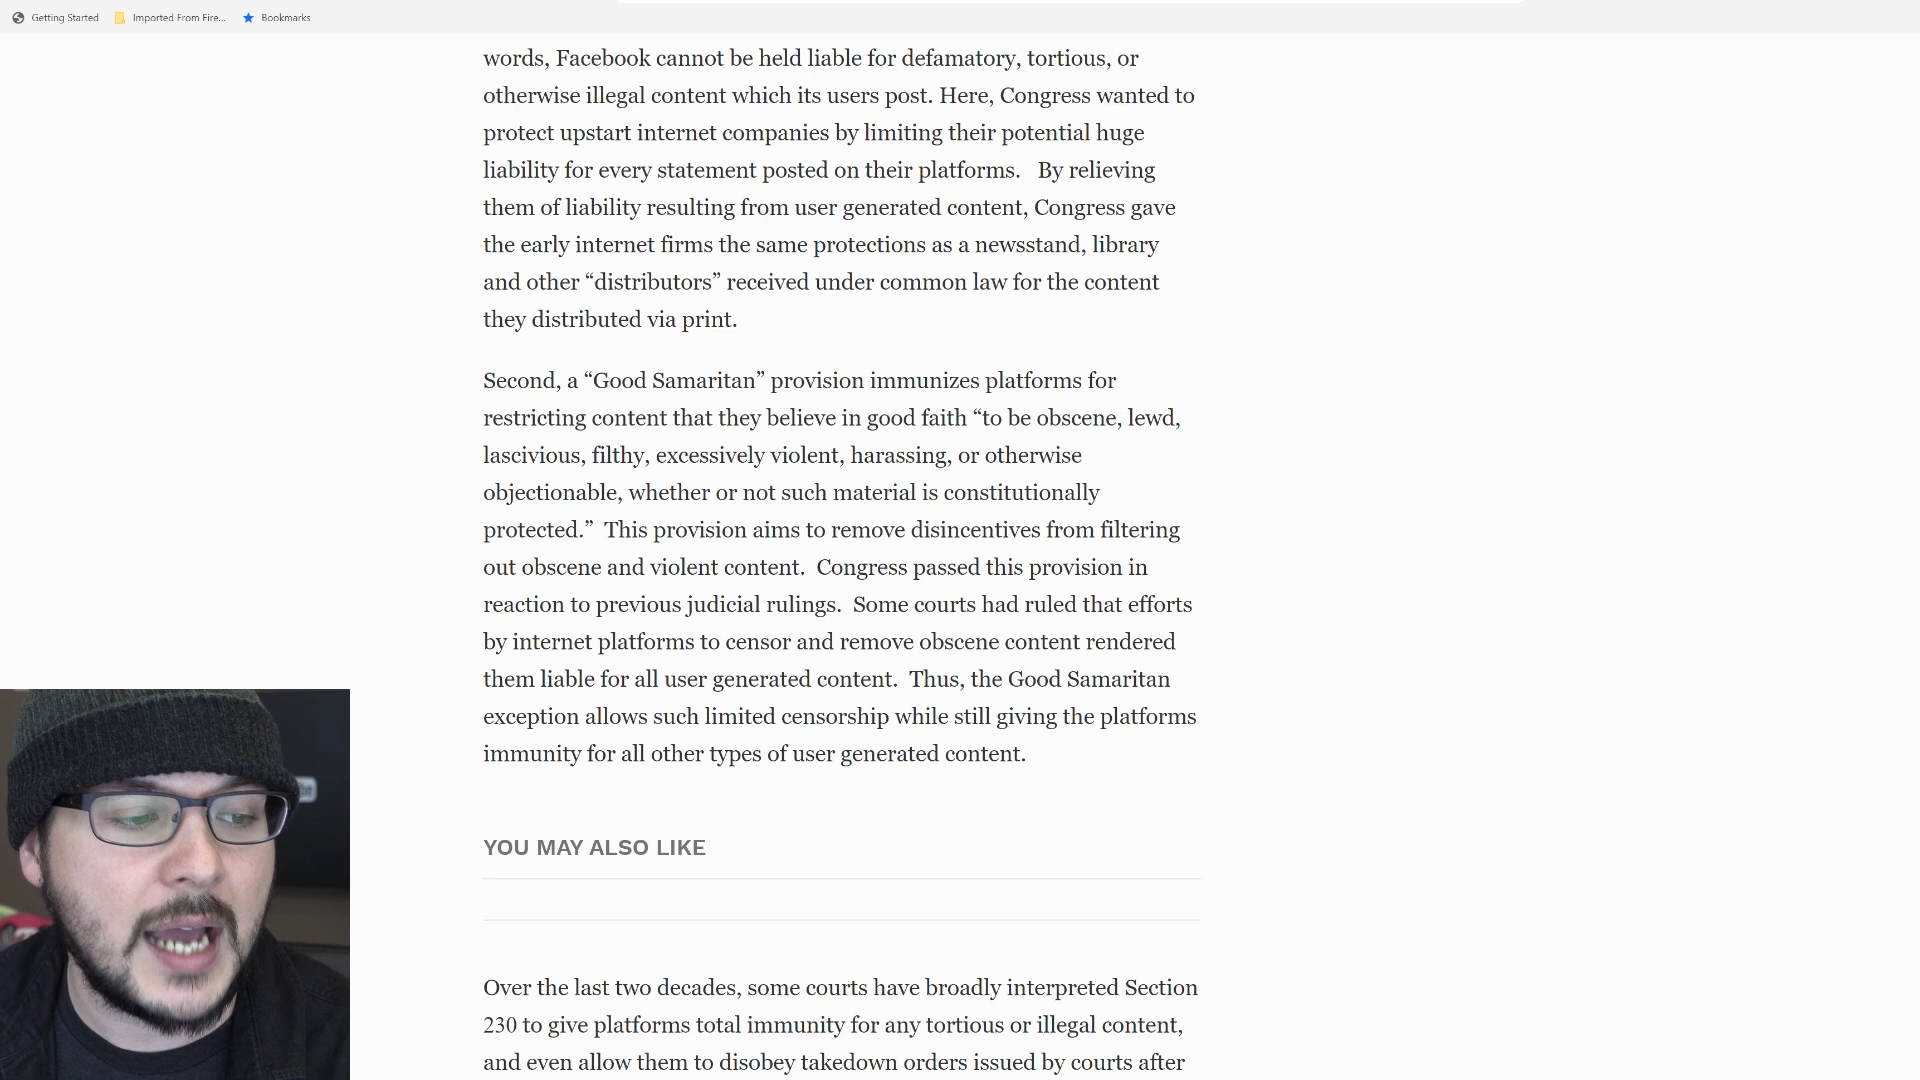 Getting Started
Imported From Fire...
Bookmarks
words, Facebook cannot be held liable for defamatory, tortious, or
otherwise illegal content which its users post. Here, Congress wanted to
protect upstart internet companies by limiting their potential huge
liability for every statement posted on their platforms.   By relieving
them of liability resulting from user generated content, Congress gave
the early internet firms the same protections as a newsstand, library
and other “distributors” received under common law for the content
they distributed via print.
Second, a “Good Samaritan” provision immunizes platforms for
restricting content that they believe in good faith “to be obscene, lewd,
lascivious, filthy, excessively violent, harassing, or otherwise
objectionable, whether or not such material is constitutionally
protected.”  This provision aims to remove disincentives from filtering
out obscene and violent content.  Congress passed this provision in
reaction to previous judicial rulings.  Some courts had ruled that efforts
by internet platforms to censor and remove obscene content rendered
them liable for all user generated content.  Thus, the Good Samaritan
exception allows such limited censorship while still giving the platforms
immunity for all other types of user generated content.
YOU MAY ALSO LIKE
Over the last two decades, some courts have broadly interpreted Section
230 to give platforms total immunity for any tortious or illegal content,
and even allow them to disobey takedown orders issued by courts after